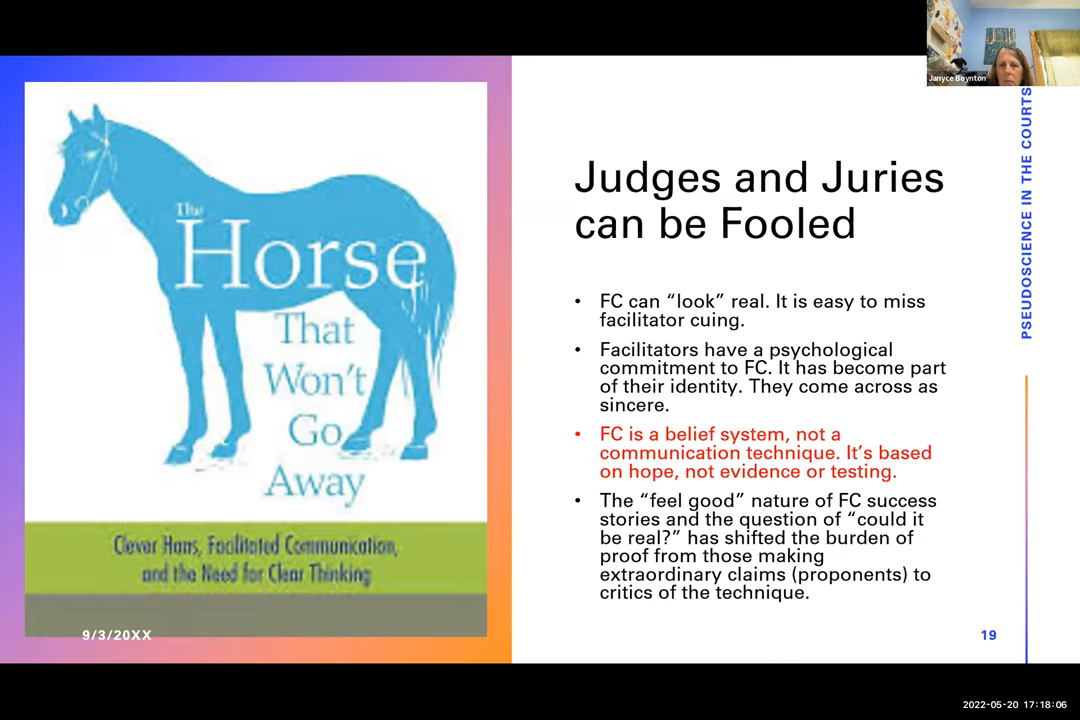 Janyce Boynton
The
Horse
That
Won't
Go
Away
Clever Hans, Facilitated Communication,
and the Need for Clear Thinking
9/3/20XX
Judges and Juries
can be Fooled
• FC can “look” real. It is easy to miss
facilitator cuing.
• Facilitators have a psychological
commitment to FC. It has become part
of their identity. They come across as
sincere.
• FC is a belief system, not a
communication technique. It’s based
on hope, not evidence or testing.
• The “feel good” nature of FC success
stories and the question of “could it
be real?” has shifted the burden of
proof from those making
extraordinary claims (proponents) to
critics of the technique.
PSEUDOSCIENCE IN THE COURTS
19
2022-05-20 17:18:06